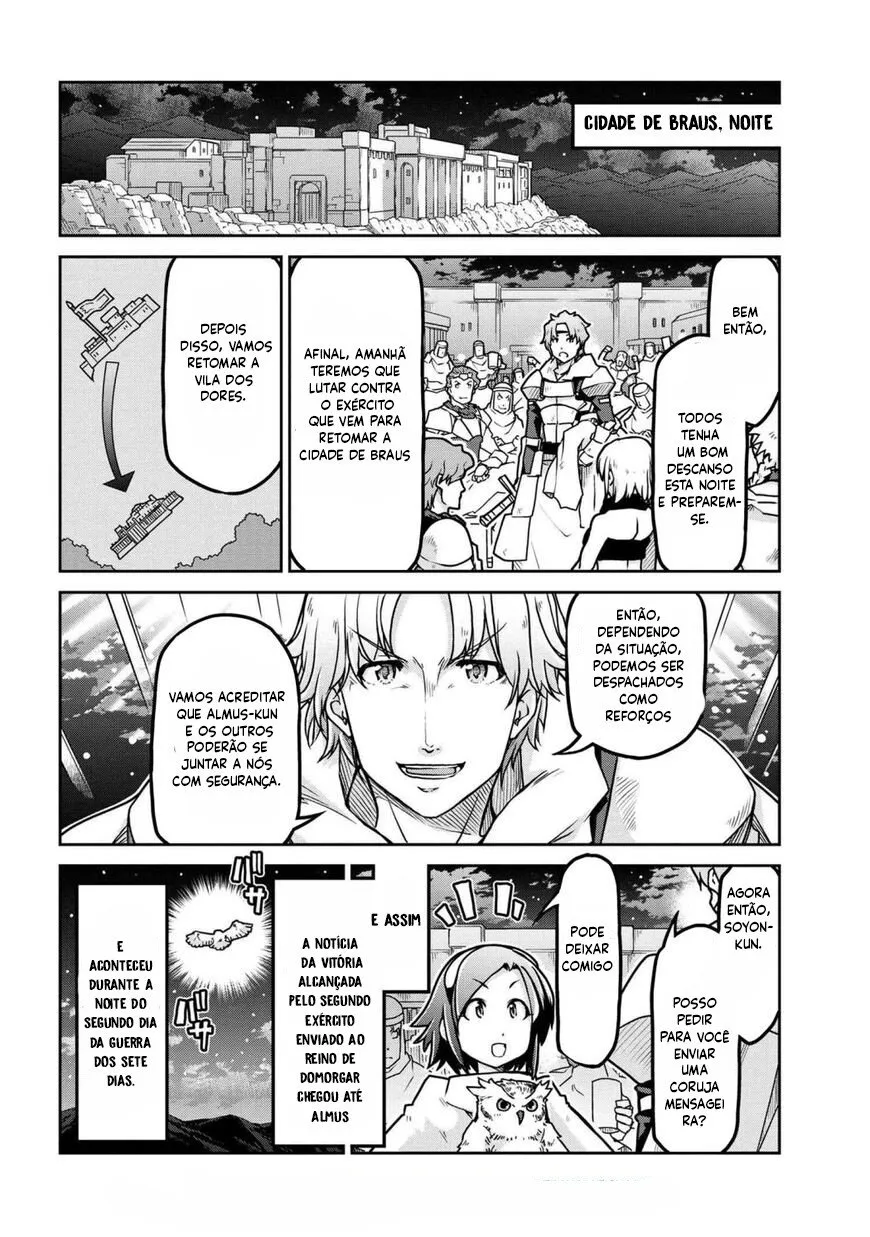 CIDADE DE BRAUS, NOITE
BEM
ENTÃO,
TODOS
TENHA
UM BOM
DESCANSO
ESTA NOITE
E PREPAREM-
SE.
AFINAL, AMANHÃ
TEREMOS QUE
LUTAR CONTRA
O EXÉRCITO
QUE VEM PARA
RETOMAR A
CIDADE DE BRAUS
DEPOIS
DISSO, VAMOS
RETOMAR A
VILA DOS
DORES.
ENTÃO,
DEPENDENDO
DA SITUAÇÃO,
PODEMOS SER
DESPACHADOS
COMO
REFORÇOS
VAMOS ACREDITAR
QUE ALMUS-KUN
E OS OUTROS
PODERÃO SE
JUNTAR A NÓS
COM SEGURANÇA.
AGORA
ENTÃO,
SOYON-
KUN.
POSSO
PEDIR
PARA VOCÊ
ENVIAR
UMA
CORUJA
MENSAGEI
RA?
PODE
DEIXAR
COMIGO
E ASSIM
A NOTÍCIA
DA VITÓRIA
ALCANÇADA
PELO SEGUNDO
EXÉRCITO
ENVIADO AO
REINO DE
DOMORGAR
CHEGOU ATÉ
ALMUS
バサ
バサ
E
ACONTECEU
DURANTE A
NOITE DO
SEGUNDO DIA
DA GUERRA
DOS SETE
DIAS.